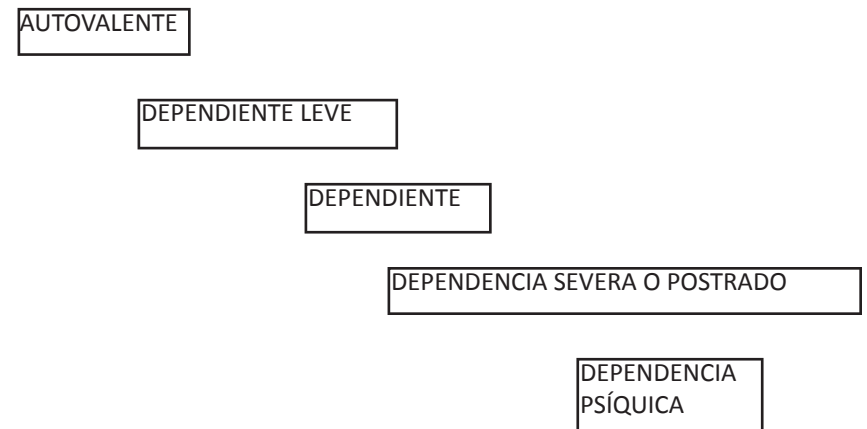 AUTOVALENTE
DEPENDIENTE LEVE
DEPENDIENTE
DEPENDENCIA SEVERA O POSTRADO
DEPENDENCIA
PSÍQUICA